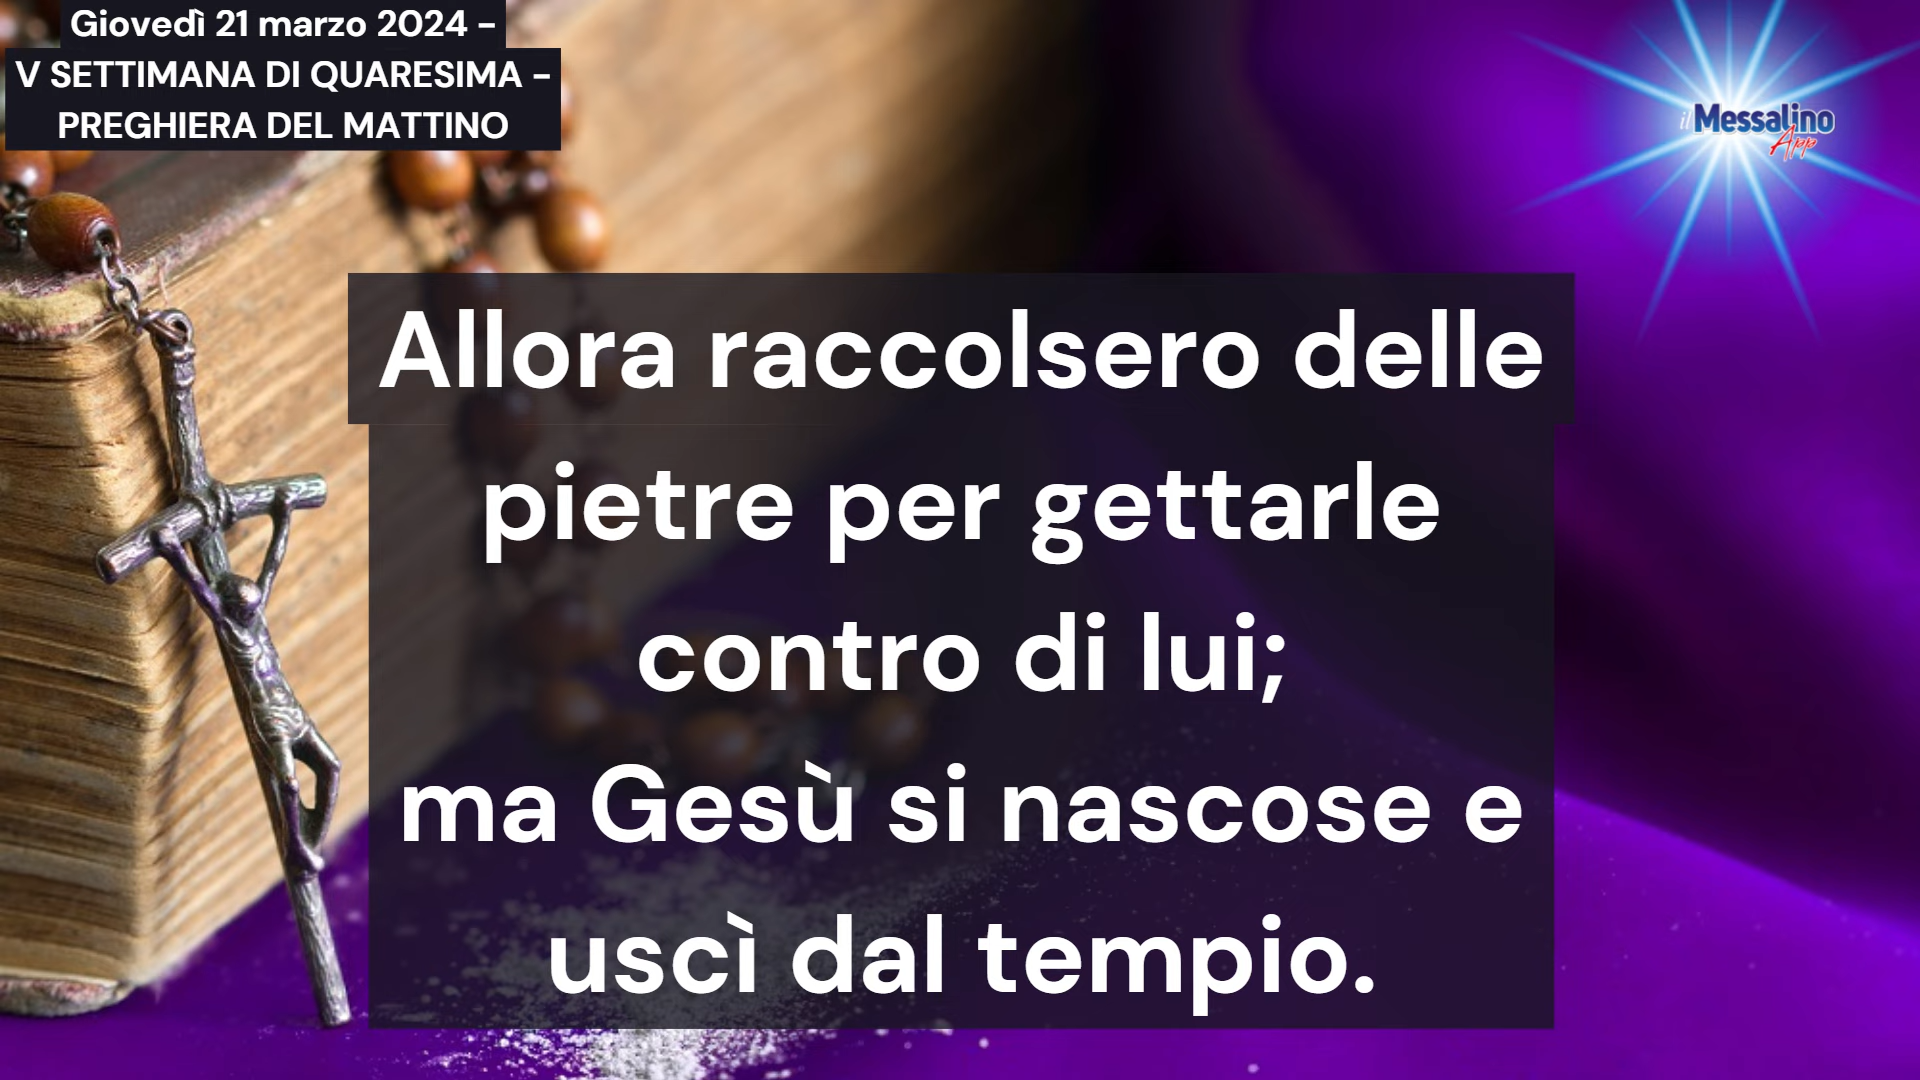 Giovedì 21 marzo 2024 -
V SETTIMANA DI QUARESIMA -
PREGHIERA DEL MATTINO
il Messalino
App
Allora raccolsero delle
pietre per gettarle
contro di lui;
ma Gesù si nascose e
uscì dal tempio.